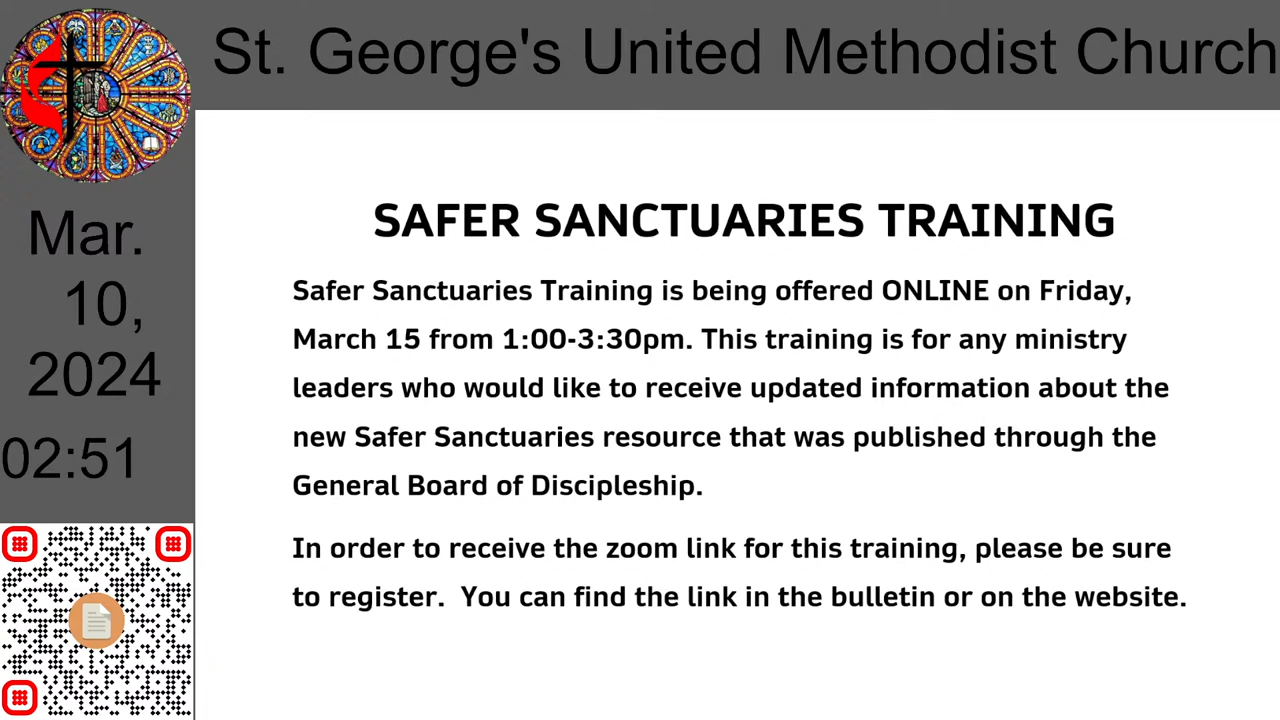 St. George's United Methodist Church
Mar.
10,
2024
02:51
SAFER SANCTUARIES TRAINING
Safer Sanctuaries Training is being offered ONLINE on Friday,
March 15 from 1:00-3:30pm. This training is for any ministry
leaders who would like to receive updated information about the
new Safer Sanctuaries resource that was published through the
General Board of Discipleship.
In order to receive the zoom link for this training, please be sure
to register.  You can find the link in the bulletin or on the website.